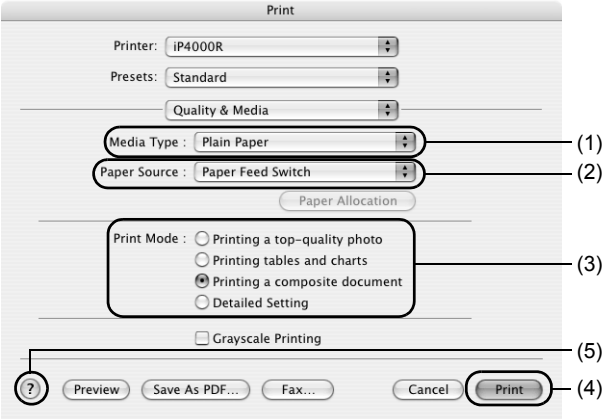 Print
Printer: iP4000R
Presets: Standard
Quality & Media
Media Type : Plain Paper (1)
Paper Source : Paper Feed Switch (2)
Paper Allocation
Print Mode : Printing a top-quality photo
Printing tables and charts (3)
Printing a composite document
Detailed Setting
Grayscale Printing
(5)
? Preview Save As PDF... Fax... Cancel Print (4)